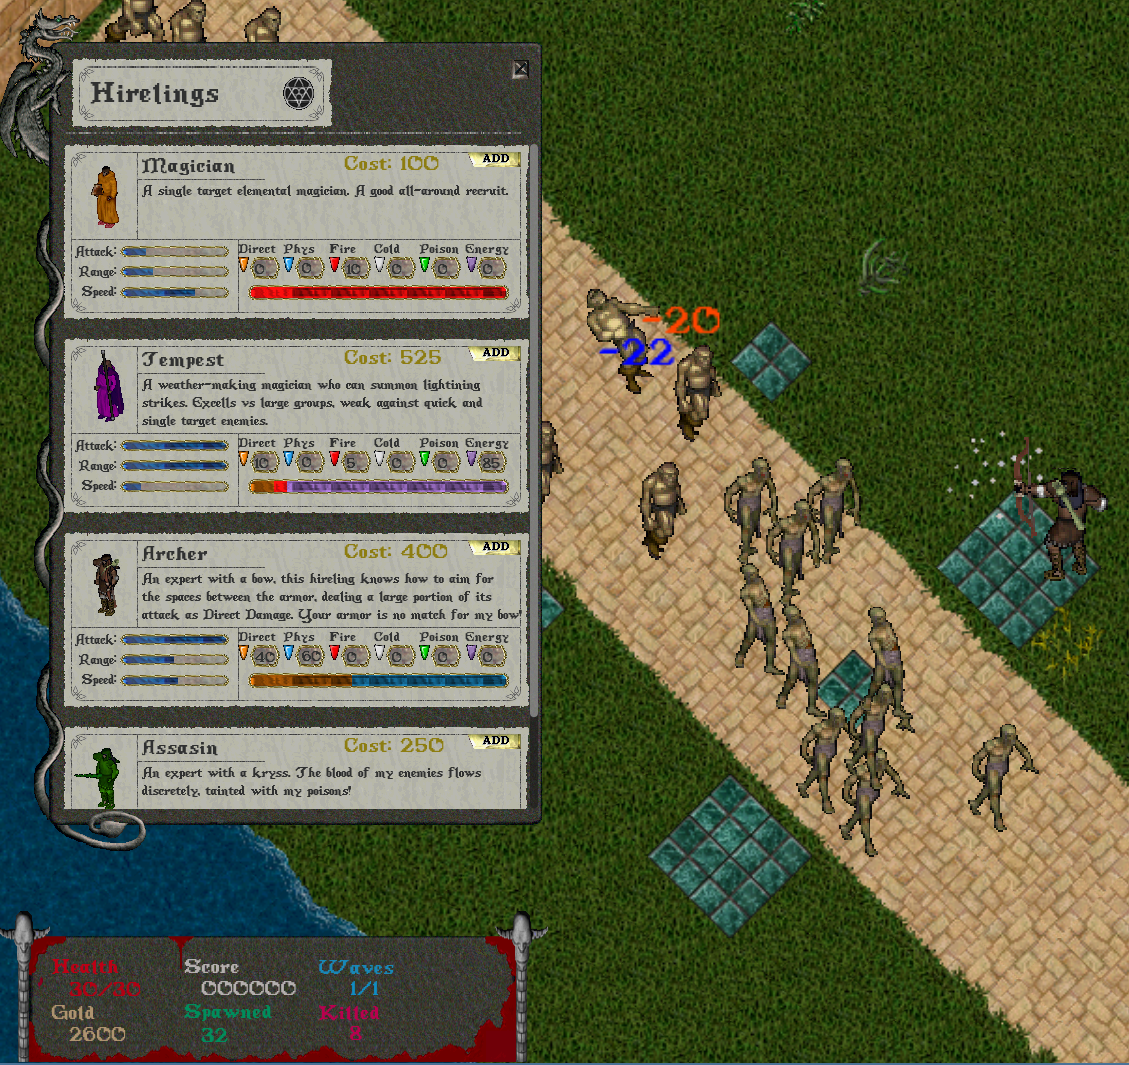 Hirelings
Magician
Cost: 100
ADD
A single target elemental magician. A good all-around recruit.
Attack:
Range:
Speed:
Direct Phys Fire Cold Poison Energy
0 0 10 0 0 0
Tempest
Cost: 525
ADD
A weather-making magician who can summon lightining
strikes. Excells vs large groups, weak against quick and
single target enemies.
Attack:
Range:
Speed:
Direct Phys Fire Cold Poison Energy
10 0 5 0 0 85
Archer
Cost: 400
ADD
An expert with a bow, this hireling knows how to aim for
the spaces between the armor, dealing a large portion of its
attack as Direct Damage. Your armor is no match for my bow!
Attack:
Range:
Speed:
Direct Phys Fire Cold Poison Energy
40 60 0 0 0 0
Assasin
Cost: 250
ADD
An expert with a kryss. The blood of my enemies flows
discretely, tainted with my poisons!
-20
-22
Health
30/30
Score
000000
Waves
1/1
Gold
2600
Spawned
32
Killed
8